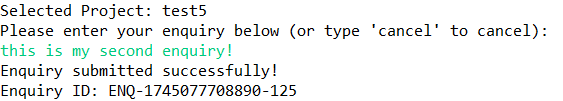 Selected Project: test5
Please enter your enquiry below (or type 'cancel' to cancel):
this is my second enquiry!
Enquiry submitted successfully!
Enquiry ID: ENQ-1745077708890-125